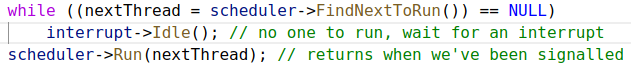 while ((nextThread = scheduler->FindNextToRun()) == NULL)
    interrupt->Idle(); // no one to run, wait for an interrupt
scheduler->Run(nextThread); // returns when we've been signalled